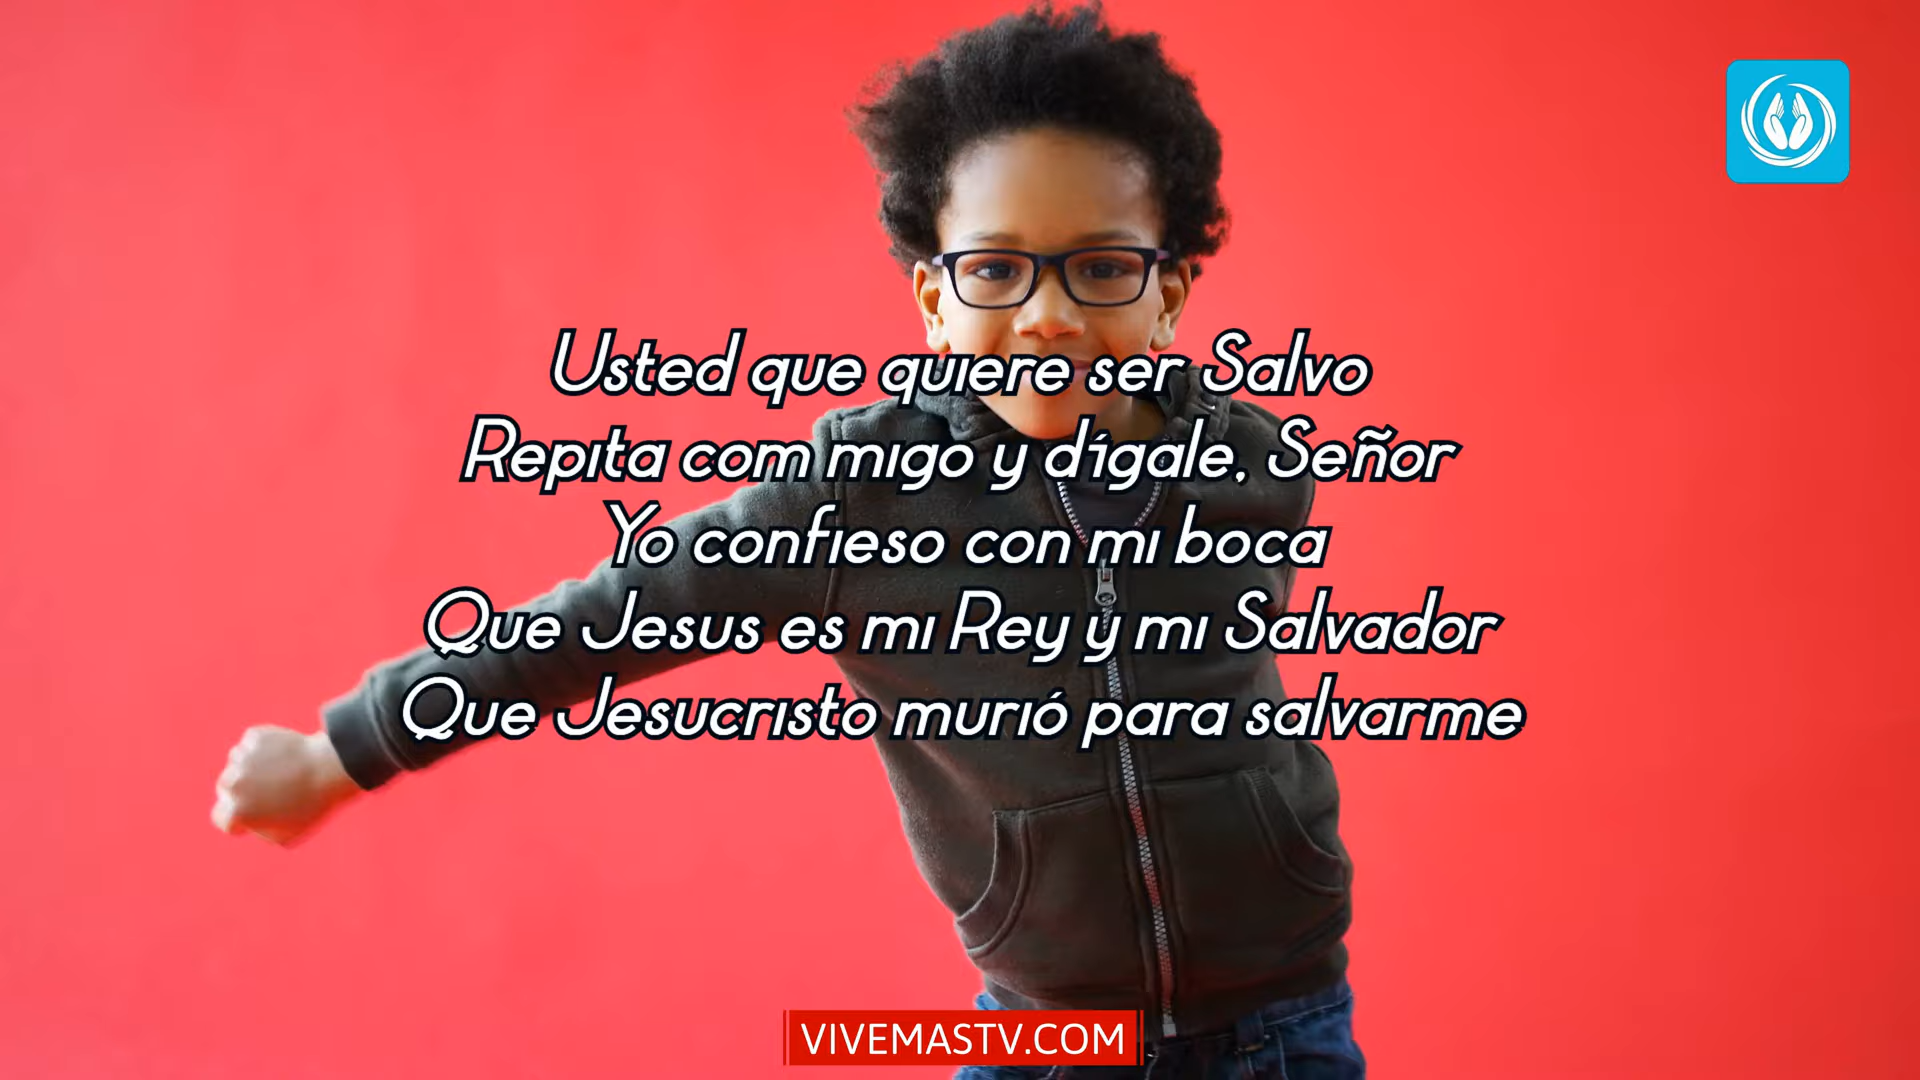 Usted que quiere ser Salvo
Repita com migo y dígale, Señor
Yo confieso con mi boca
Que Jesus es mi Rey y mi Salvador
Que Jesucristo murió para salvarme
VIVEMASTV.COM